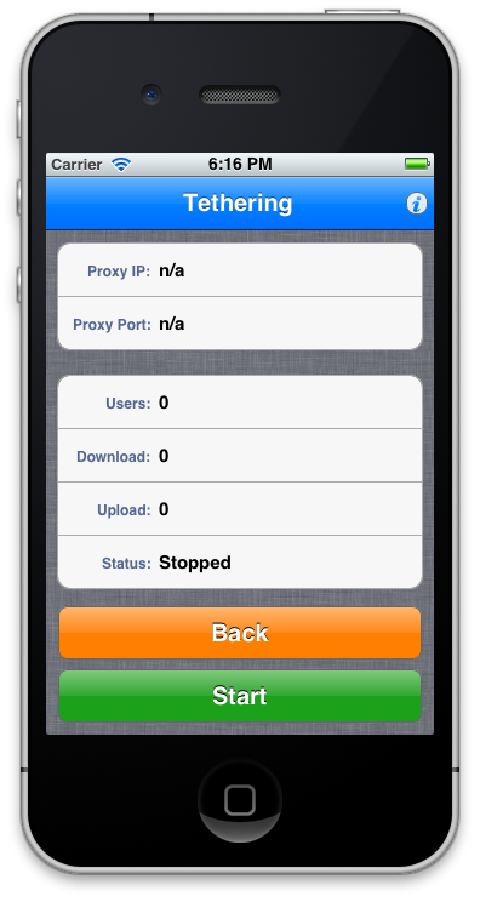 Carrier 6:16 PM
Tethering
Proxy IP: n/a
Proxy Port: n/a
Users: 0
Download: 0
Upload: 0
Status: Stopped
Back
Start